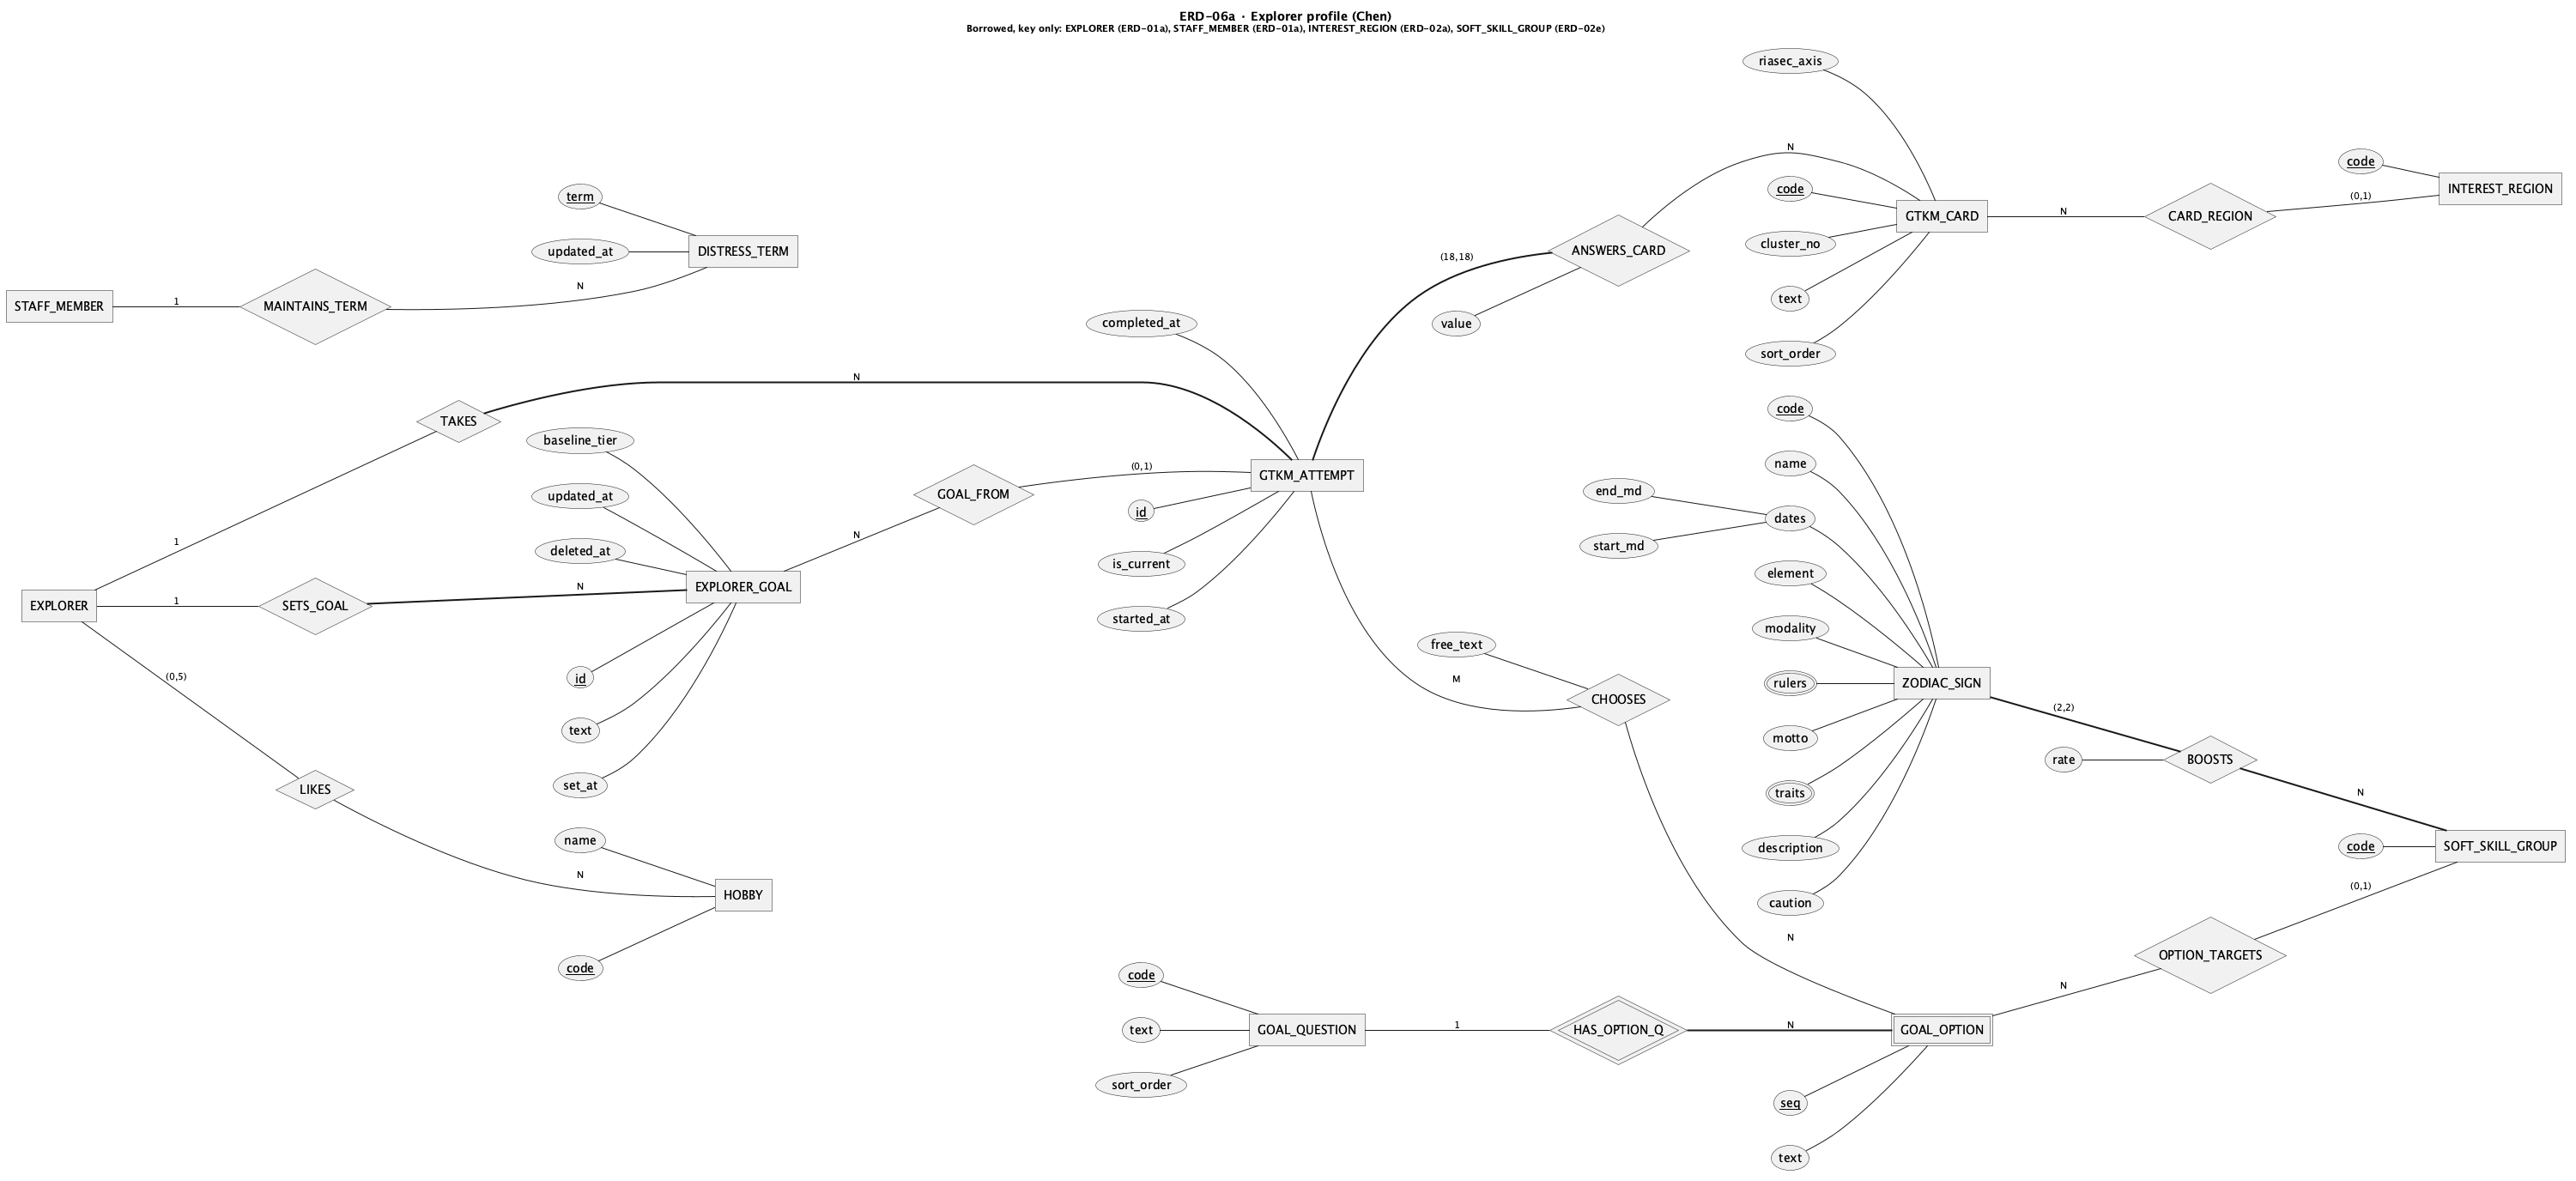 ERD-06a · Explorer profile (Chen)
Borrowed, key only: EXPLORER (ERD-01a), STAFF_MEMBER (ERD-01a), INTEREST_REGION (ERD-02a), SOFT_SKILL_GROUP (ERD-02e)
riasec_axis
N
code
INTEREST_REGION
(0,1)
code
GTKM_CARD
N
CARD_REGION
cluster_no
text
sort_order
ANSWERS_CARD
(18,18)
value
term
updated_at
DISTRESS_TERM
N
STAFF_MEMBER
1
MAINTAINS_TERM
completed_at
N
TAKES
1
baseline_tier
updated_at
deleted_at
EXPLORER_GOAL
N
GOAL_FROM
(0,1)
GTKM_ATTEMPT
id
is_current
started_at
EXPLORER
1
SETS_GOAL
N
id
text
set_at
(0,5)
LIKES
N
name
HOBBY
code
code
name
end_md
dates
start_md
element
modality
rulers
ZODIAC_SIGN
motto
traits
description
caution
(2,2)
rate
BOOSTS
N
code
SOFT_SKILL_GROUP
(0,1)
OPTION_TARGETS
N
free_text
M
CHOOSES
N
code
text
GOAL_QUESTION
sort_order
1
HAS_OPTION_Q
N
GOAL_OPTION
seq
text